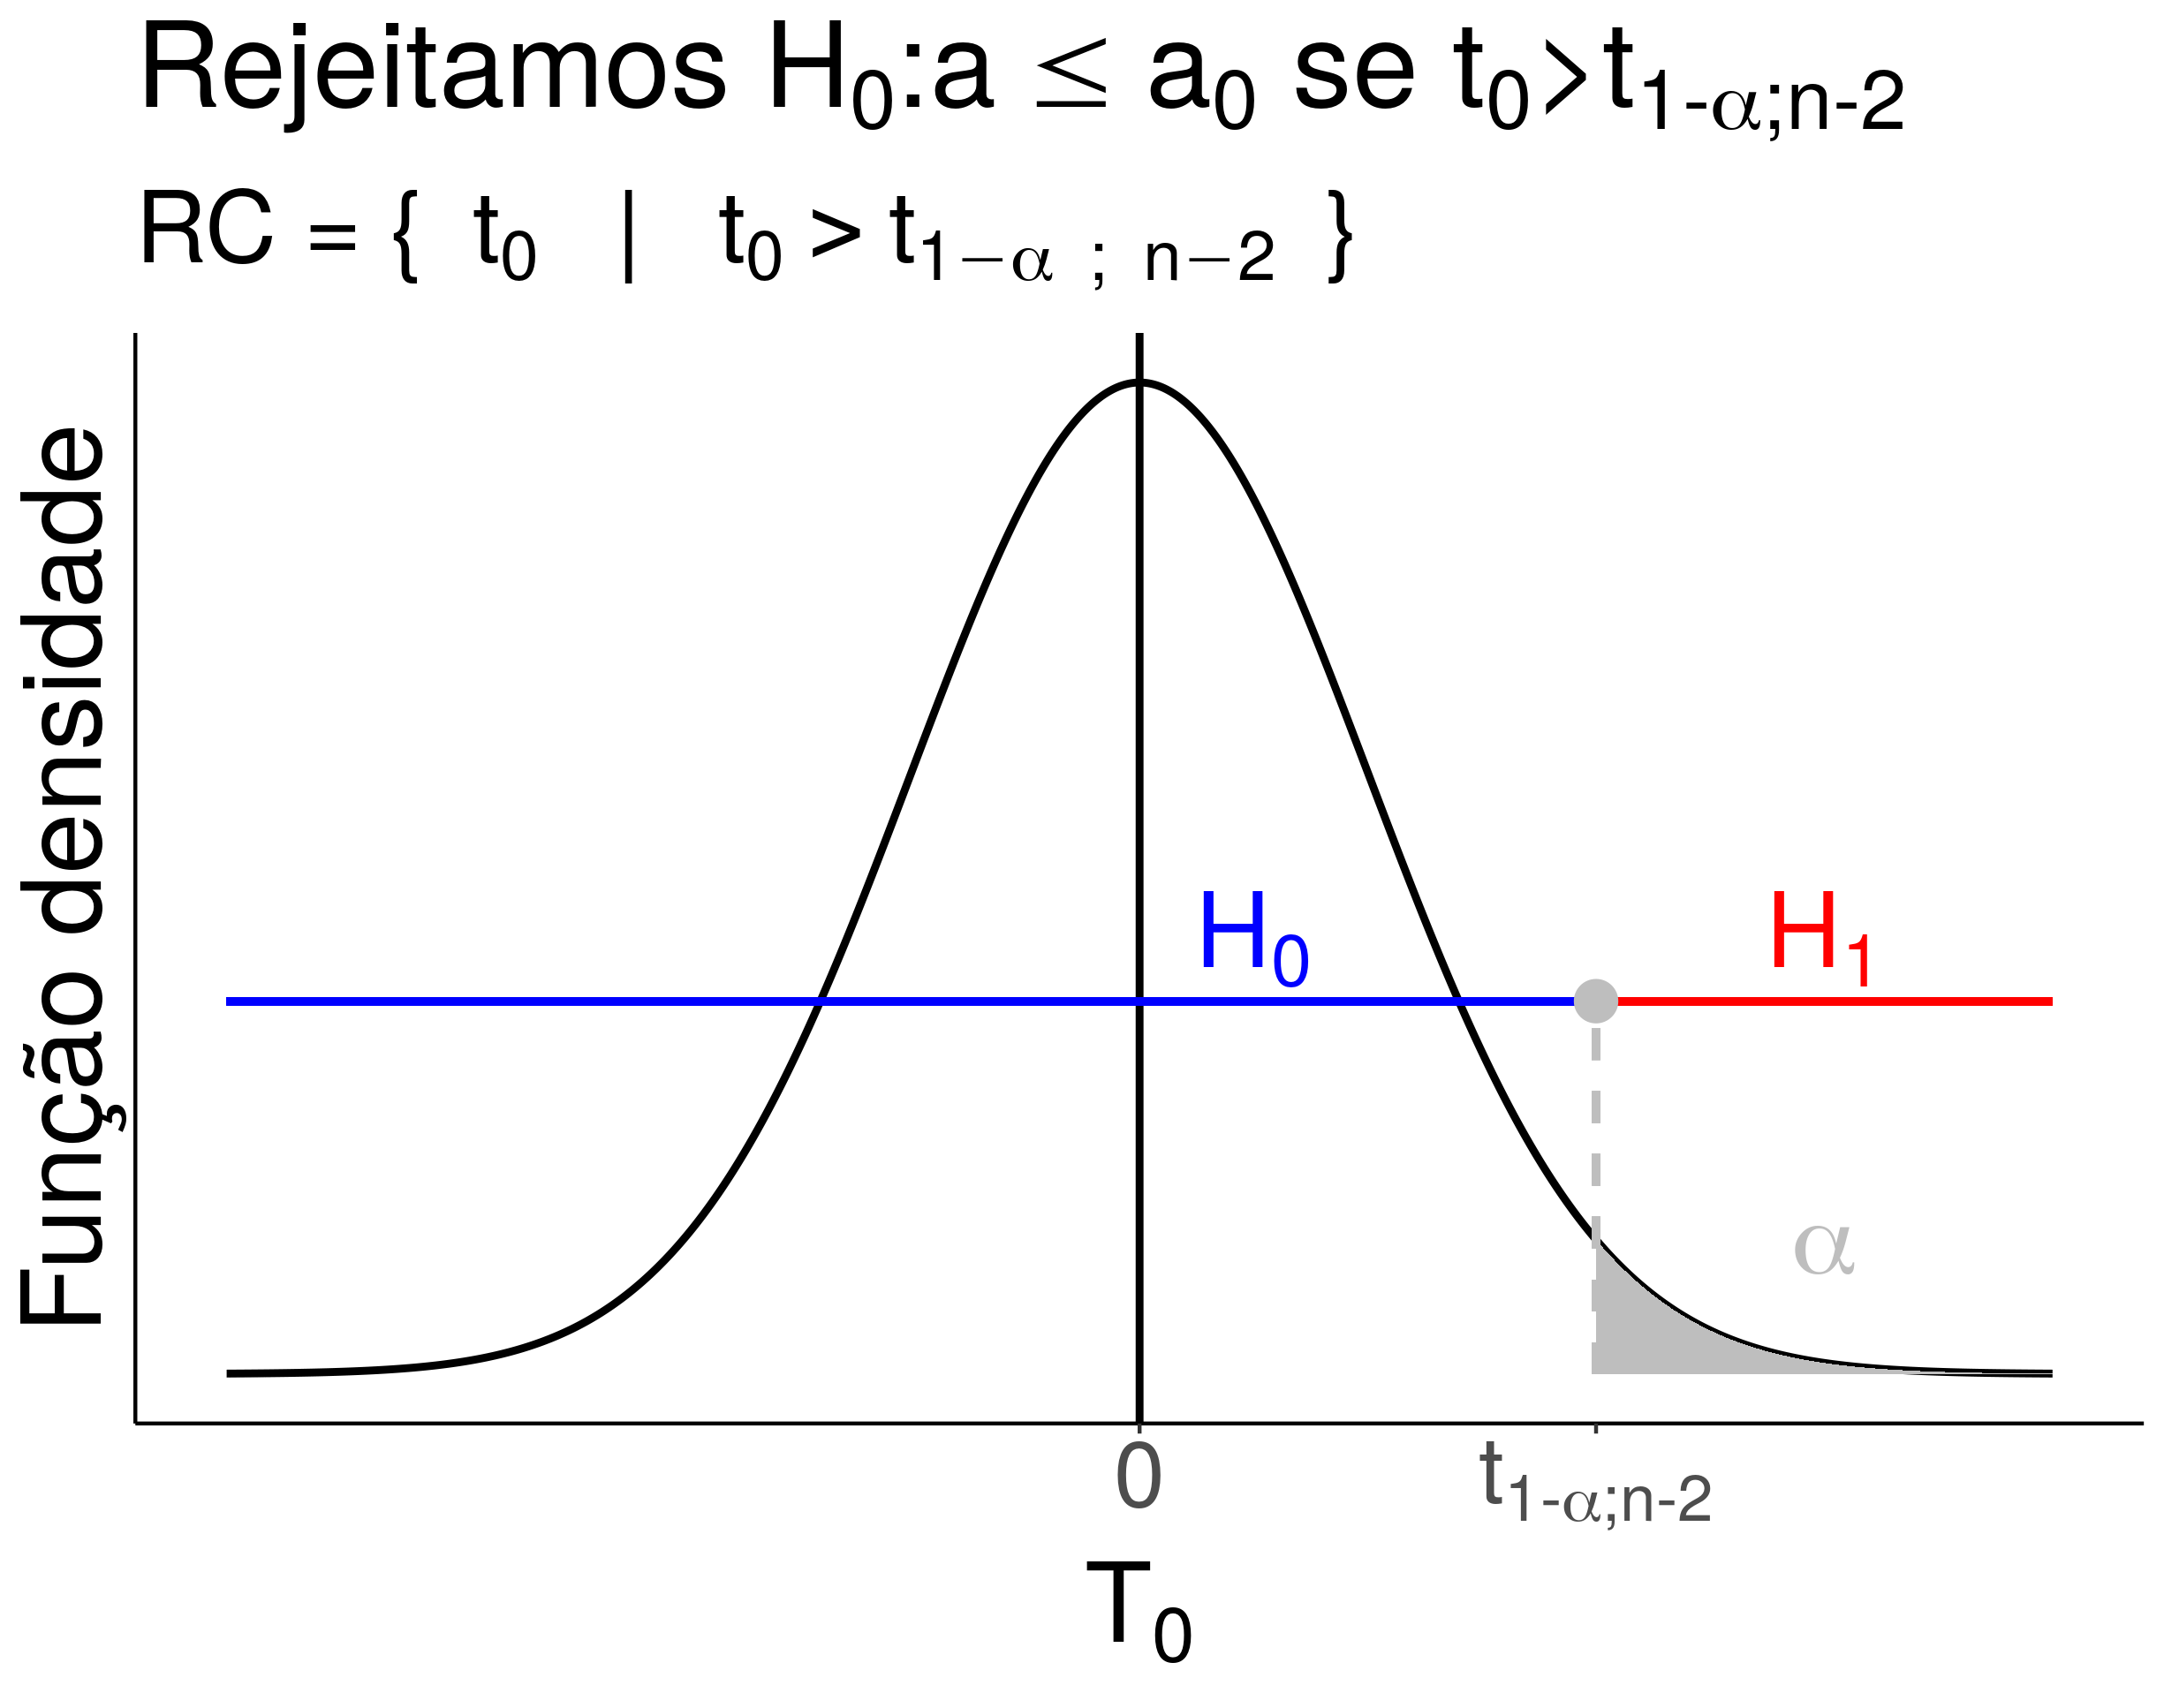 Rejeitamos H₀:a ≤ a₀ se t₀>t₁₋α;n-2
RC = { t₀ | t₀ > t₁₋α ; n−2 }
Função densidade
H₀
H₁
α
0
t₁₋α;n-2
T₀